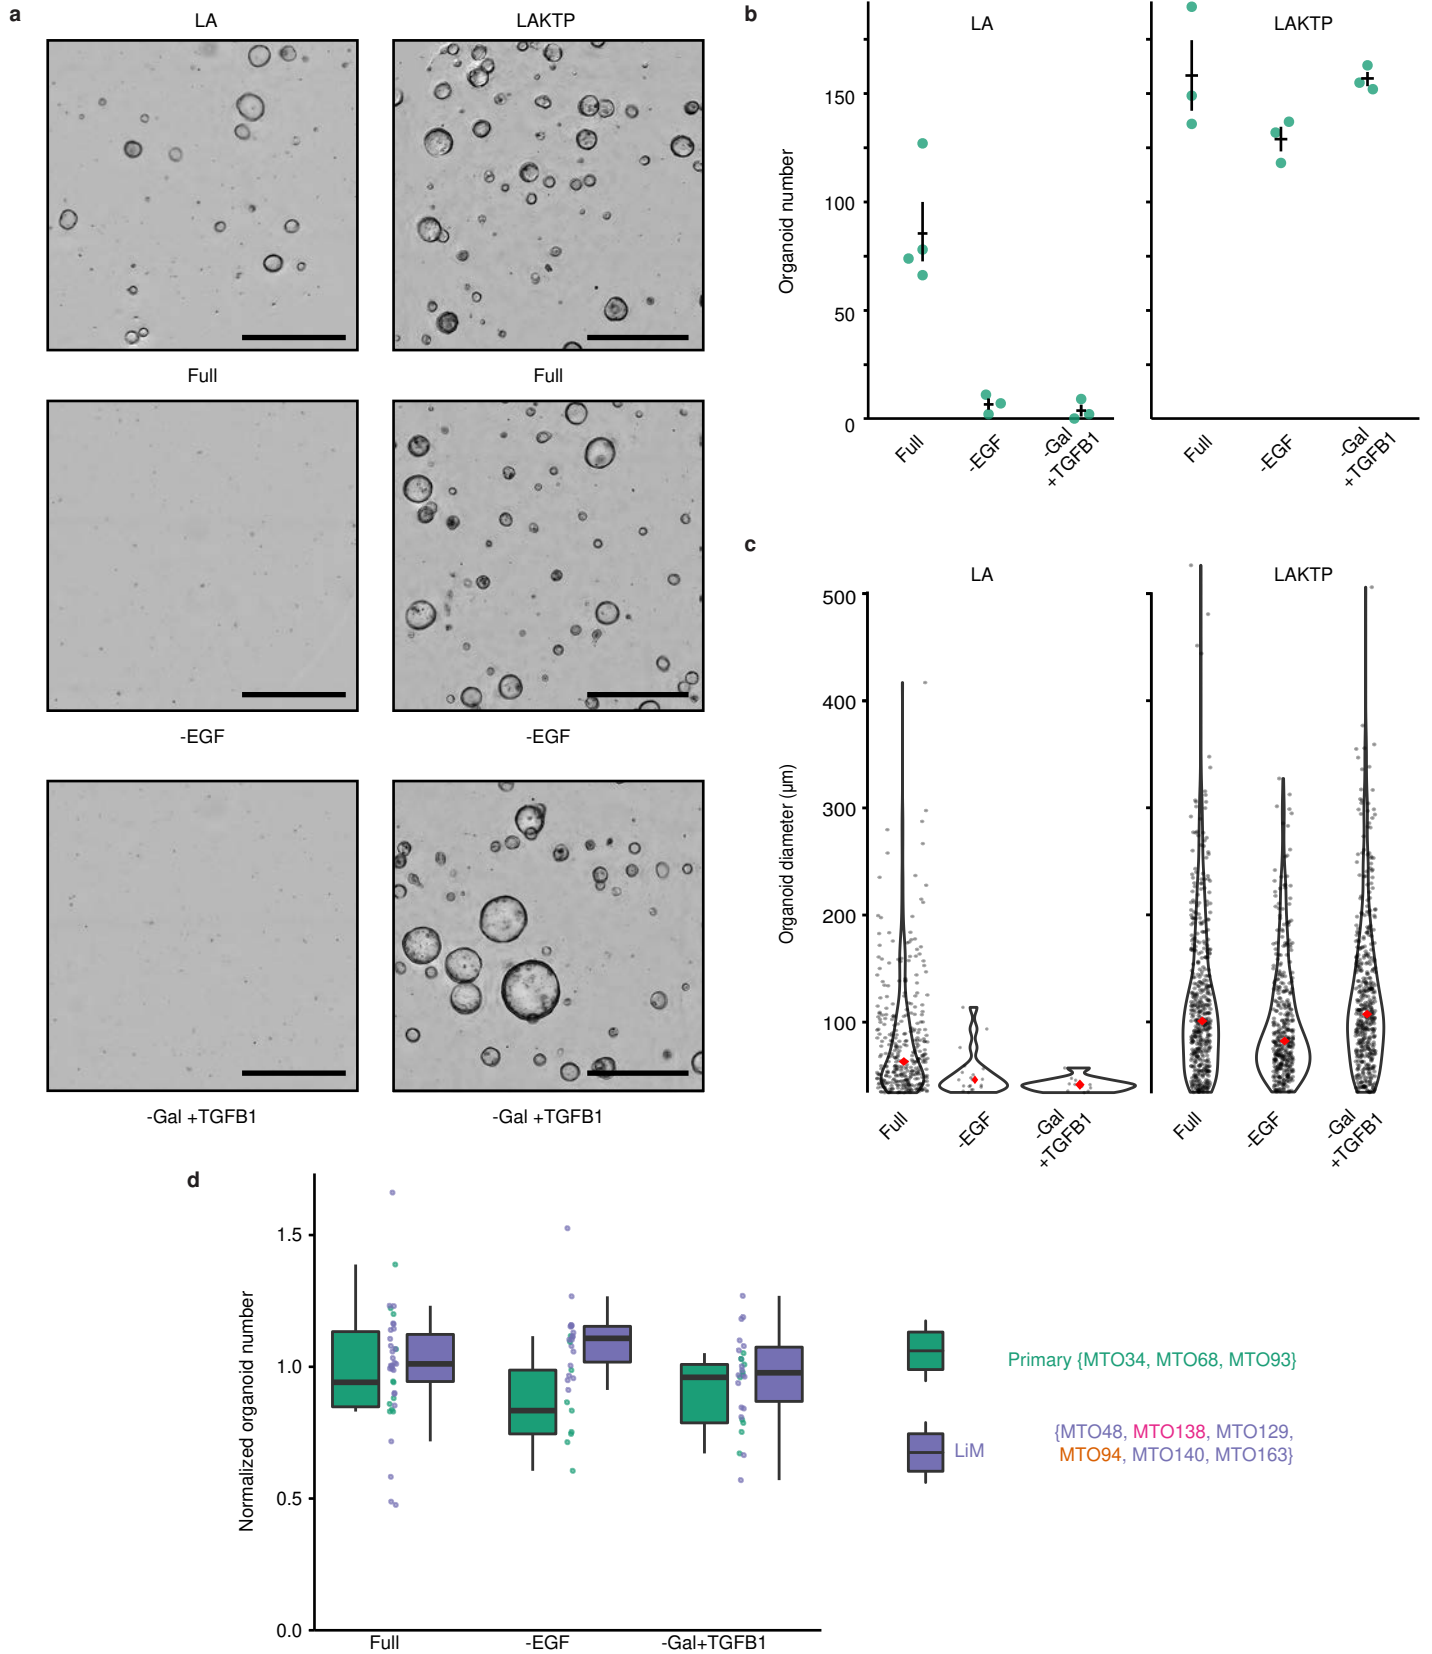 a
LA
LAKTP
Full
Full
-EGF
-EGF
-Gal +TGFB1
-Gal +TGFB1
b
LA
LAKTP
Organoid number
150
100
50
0
Full
-EGF
-Gal
+TGFB1
Full
-EGF
-Gal
+TGFB1
c
LA
LAKTP
Organoid diameter (µm)
500
400
300
200
100
Full
-EGF
-Gal
+TGFB1
Full
-EGF
-Gal
+TGFB1
d
Normalized organoid number
1.5
1.0
0.5
0.0
Full
-EGF
-Gal+TGFB1
Primary {MTO34, MTO68, MTO93}
LiM
{MTO48, MTO138, MTO129,
MTO94, MTO140, MTO163}